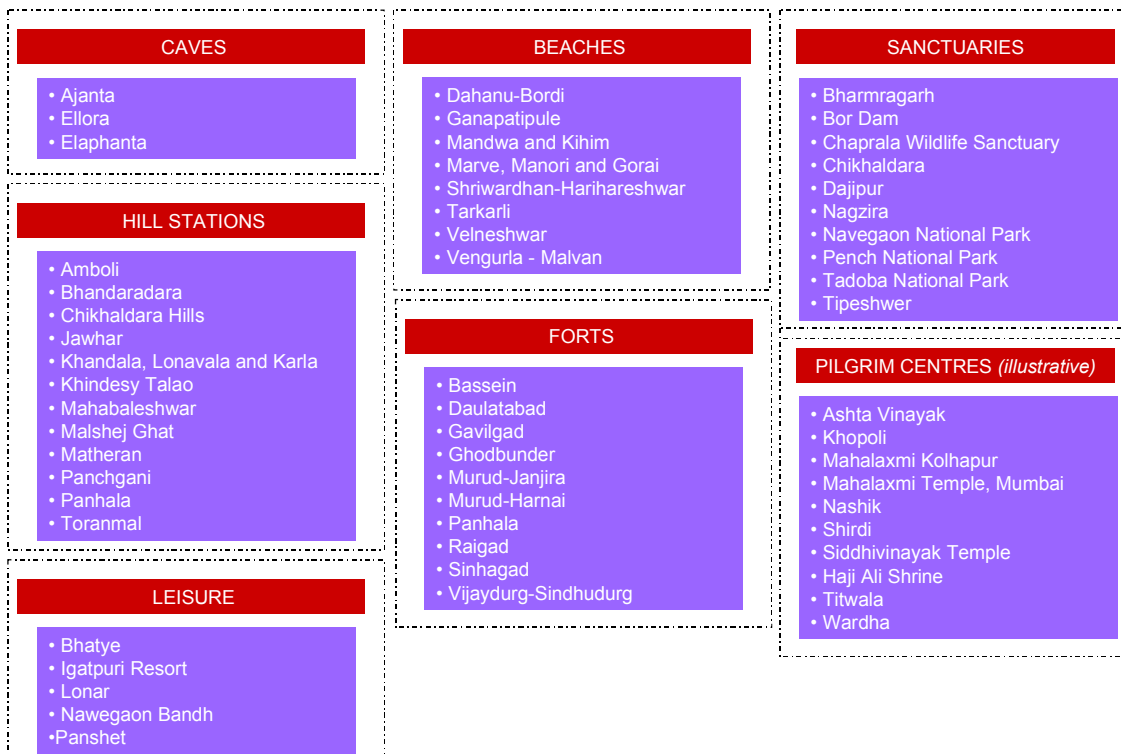 CAVES
• Ajanta
• Ellora
• Elaphanta
HILL STATIONS
• Amboli
• Bhandaradara
• Chikhaldara Hills
• Jawhar
• Khandala, Lonavala and Karla
• Khindesy Talao
• Mahabaleshwar
• Malshej Ghat
• Matheran
• Panchgani
• Panhala
• Toranmal
LEISURE
• Bhatye
• Igatpuri Resort
• Lonar
• Nawegaon Bandh
•Panshet
BEACHES
• Dahanu-Bordi
• Ganapatipule
• Mandwa and Kihim
• Marve, Manori and Gorai
• Shriwardhan-Harihareshwar
• Tarkarli
• Velneshwar
• Vengurla - Malvan
FORTS
• Bassein
• Daulatabad
• Gavilgad
• Ghodbunder
• Murud-Janjira
• Murud-Harnai
• Panhala
• Raigad
• Sinhagad
• Vijaydurg-Sindhudurg
SANCTUARIES
• Bharmragarh
• Bor Dam
• Chaprala Wildlife Sanctuary
• Chikhaldara
• Dajipur
• Nagzira
• Navegaon National Park
• Pench National Park
• Tadoba National Park
• Tipeshwer
PILGRIM CENTRES (illustrative)
• Ashta Vinayak
• Khopoli
• Mahalaxmi Kolhapur
• Mahalaxmi Temple, Mumbai
• Nashik
• Shirdi
• Siddhivinayak Temple
• Haji Ali Shrine
• Titwala
• Wardha